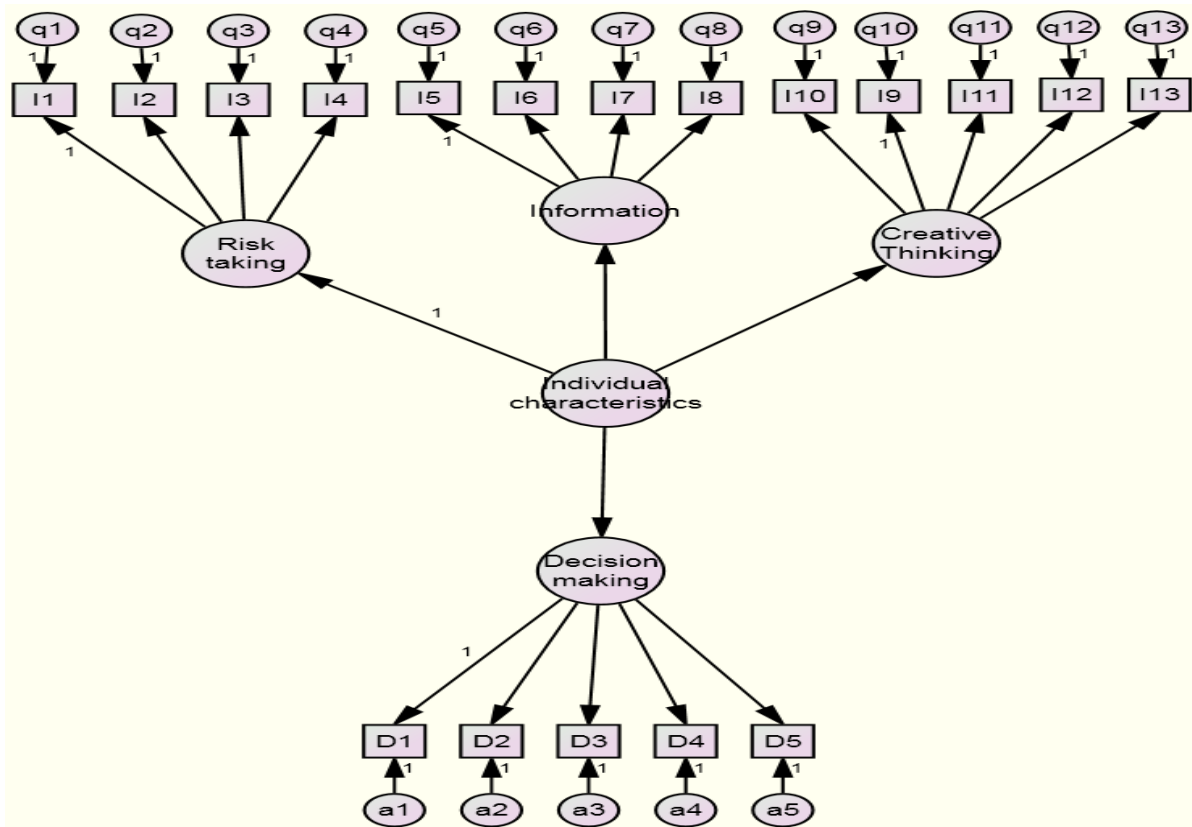 q1 q2 q3 q4 q5 q6 q7 q8 q9 q10 q11 q12 q13
1 1 1 1 1 1 1 1 1 1 1 1 1
I1 I2 I3 I4 I5 I6 I7 I8 I10 I9 I11 I12 I13
1 1 1
Information
Risk
taking
Creative
Thinking
1
Individual
characteristics
Decision
making
1
D1 D2 D3 D4 D5
1 1 1 1 1
a1 a2 a3 a4 a5